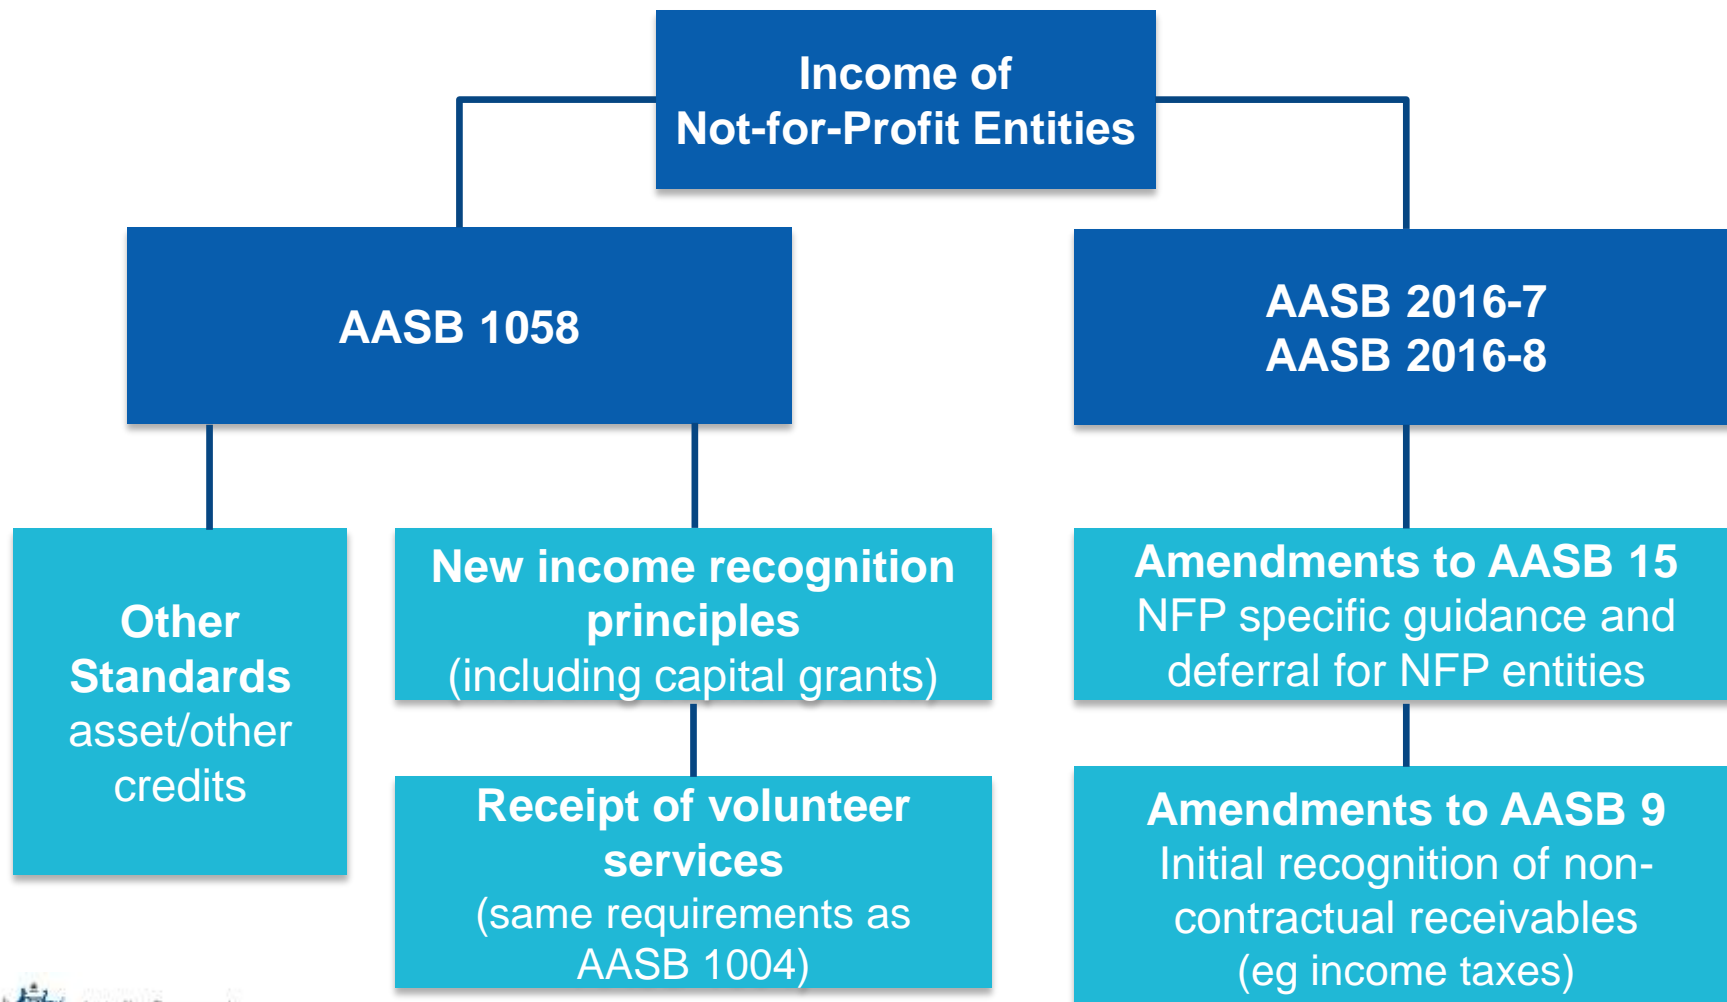 Income of
Not-for-Profit Entities
AASB 1058
AASB 2016-7
AASB 2016-8
Other
Standards
asset/other
credits
New income recognition
principles
(including capital grants)
Receipt of volunteer
services
(same requirements as
AASB 1004)
Amendments to AASB 15
NFP specific guidance and
deferral for NFP entities
Amendments to AASB 9
Initial recognition of non-
contractual receivables
(eg income taxes)